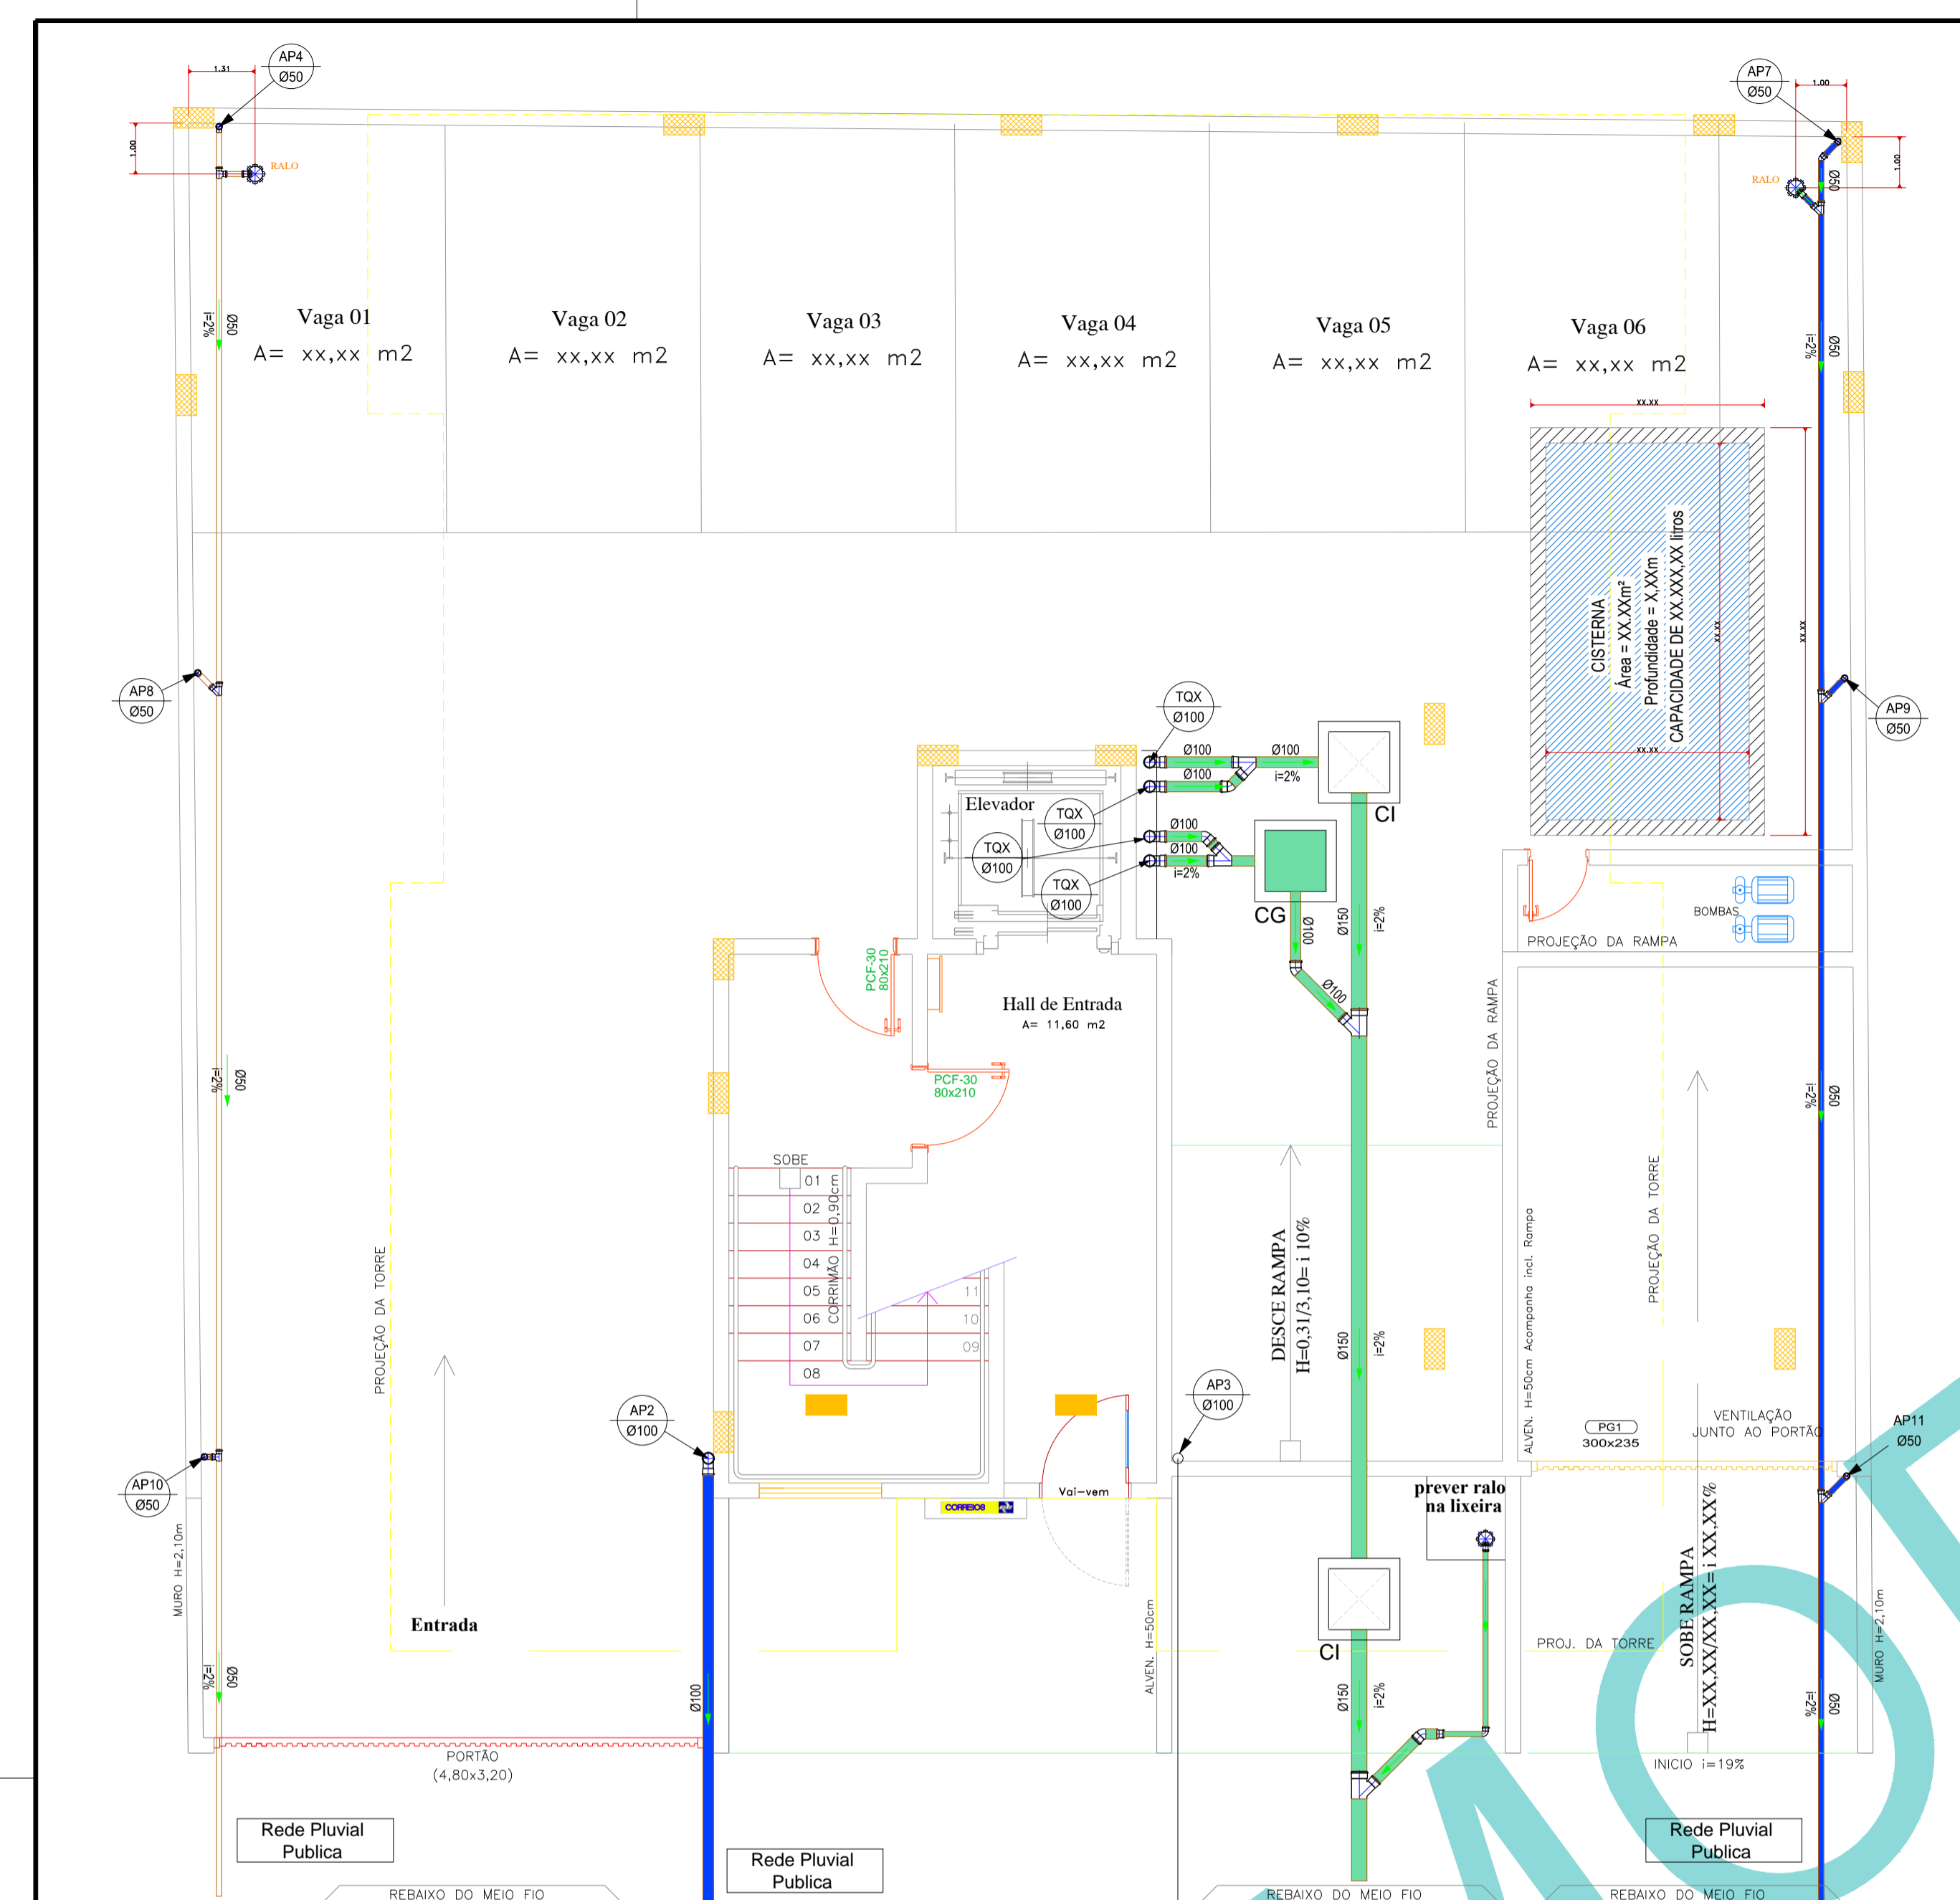 AP4
Ø50
1.31
1.00
RALO
AP7
Ø50
1.00
1.00
RALO
Ø50
Ø50
i=2%
Vaga 01
A= xx,xx m2
Vaga 02
A= xx,xx m2
Vaga 03
A= xx,xx m2
Vaga 04
A= xx,xx m2
Vaga 05
A= xx,xx m2
Vaga 06
A= xx,xx m2
Ø50
i=2%
XX.XX
CISTERNA
Área = XX.XXm²
Profundidade = X,XXm
CAPACIDADE DE XX.XXX,XX litros
XX.XX
XX.XX
XX.XX
AP8
Ø50
AP9
Ø50
TQX
Ø100
Ø100
Ø100
i=2%
Ø100
CI
Elevador
TQX
Ø100
TQX
Ø100
TQX
Ø100
Ø100
Ø100
i=2%
CG
Ø100
Ø150
i=2%
Ø100
BOMBAS
PROJEÇÃO DA RAMPA
PROJEÇÃO DA RAMPA
PCF-30
80x210
Hall de Entrada
A= 11,60 m2
PCF-30
80x210
Ø50
i=2%
Ø50
i=2%
SOBE
01
02
03
04
05
06
07
08
11
10
09
CORRIMÃO H=0,90cm
PROJEÇÃO DA TORRE
DESCE RAMPA
H=0,31/3,10= i 10%
Ø150
i=2%
ALVEN. H=50cm Acompanha incl. Rampa
PROJEÇÃO DA TORRE
AP2
Ø100
AP3
Ø100
PG1
300x235
VENTILAÇÃO
JUNTO AO PORTÃO
AP11
Ø50
AP10
Ø50
Vai-vem
CORREIOS
prever ralo
na lixeira
MURO H=2,10m
Entrada
ALVEN. H=50cm
CI
PROJ. DA TORRE
SOBE RAMPA
H=XX,XX/XX,XX= i XX,XX%
MURO H=2,10m
Ø50
i=2%
Ø100
Ø150
i=2%
Ø50
i=2%
PORTÃO
(4,80x3,20)
INICIO i=19%
Rede Pluvial
Publica
Rede Pluvial
Publica
Rede Pluvial
Publica
REBAIXO DO MEIO FIO
REBAIXO DO MEIO FIO
REBAIXO DO MEIO FIO